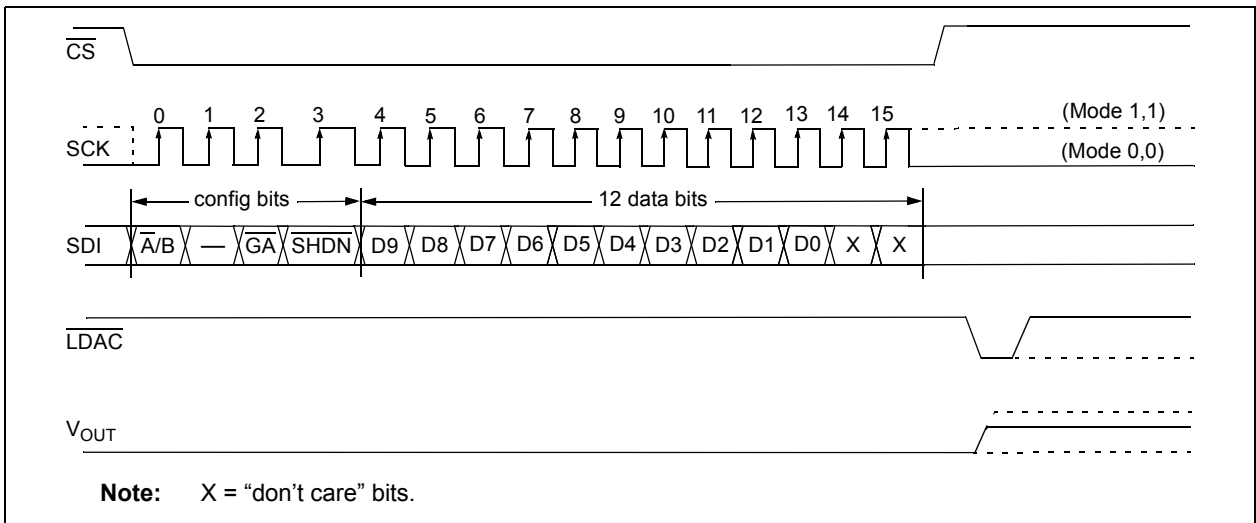 CS
0 1 2 3 4 5 6 7 8 9 10 11 12 13 14 15
(Mode 1,1)
SCK
(Mode 0,0)
config bits
12 data bits
SDI
A/B — GA SHDN D9 D8 D7 D6 D5 D4 D3 D2 D1 D0 X X
LDAC
VOUT
Note: X = “don’t care” bits.